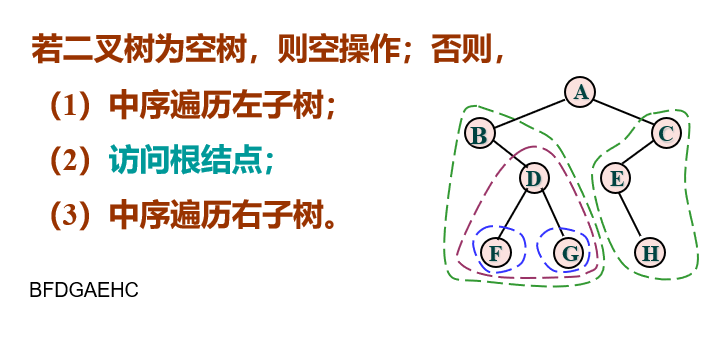 若二叉树为空树，则空操作；否则，
（1）中序遍历左子树；
（2）访问根结点；
（3）中序遍历右子树。
A
B
C
D
E
F
G
H
BFDGAEHC